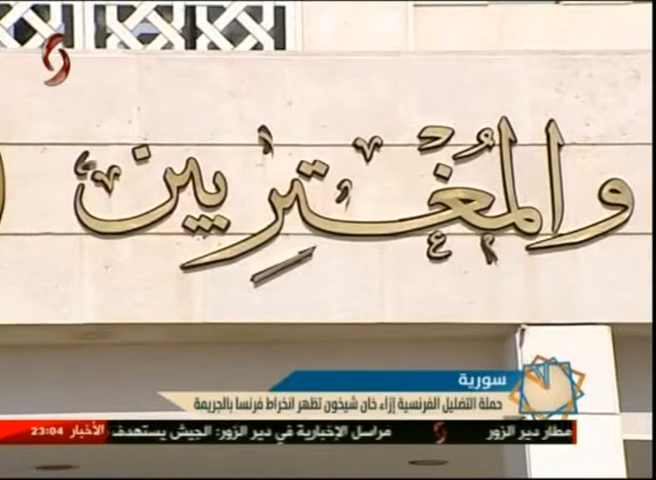 والمغتربين
سورية
حملة التضليل الفرنسية إزاء خان شيخون تظهر انخراط فرنسا بالجريمة
مطار دير الزور مراسل الإخبارية في دير الزور: الجيش يستهدف الأخبار 23:04